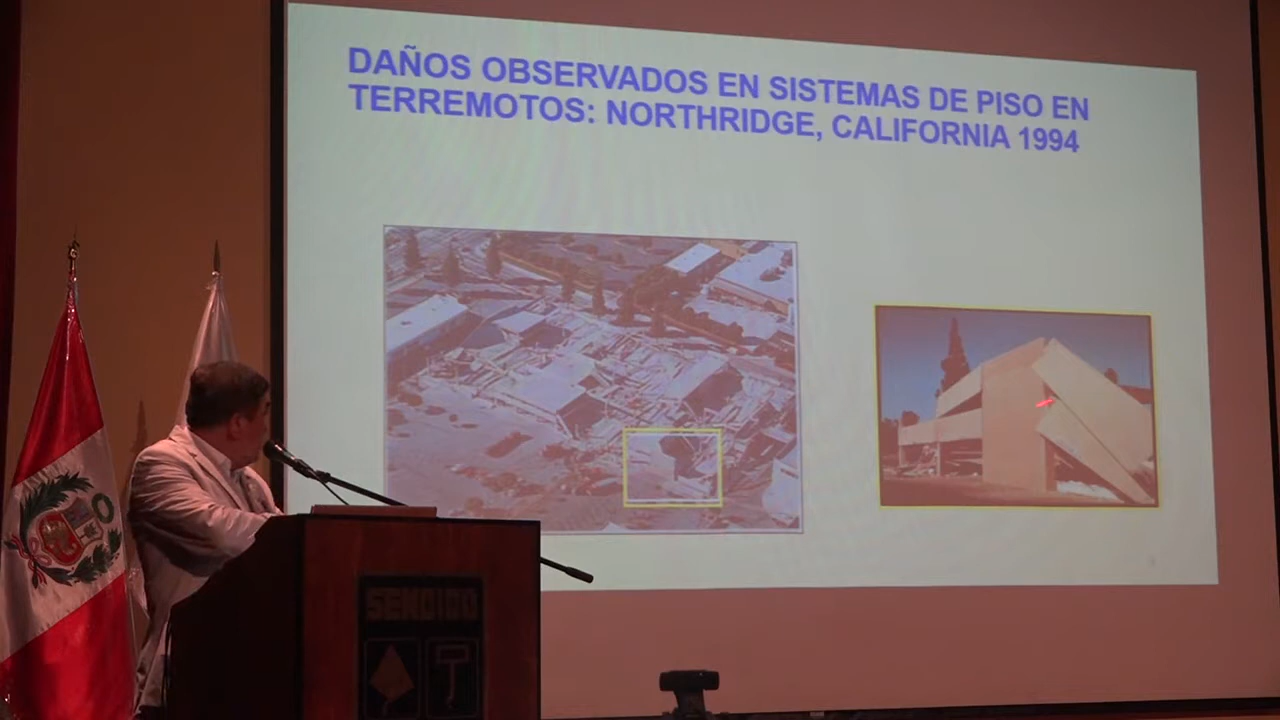 DAÑOS OBSERVADOS EN SISTEMAS DE PISO EN
TERREMOTOS: NORTHRIDGE, CALIFORNIA 1994
SENCICO